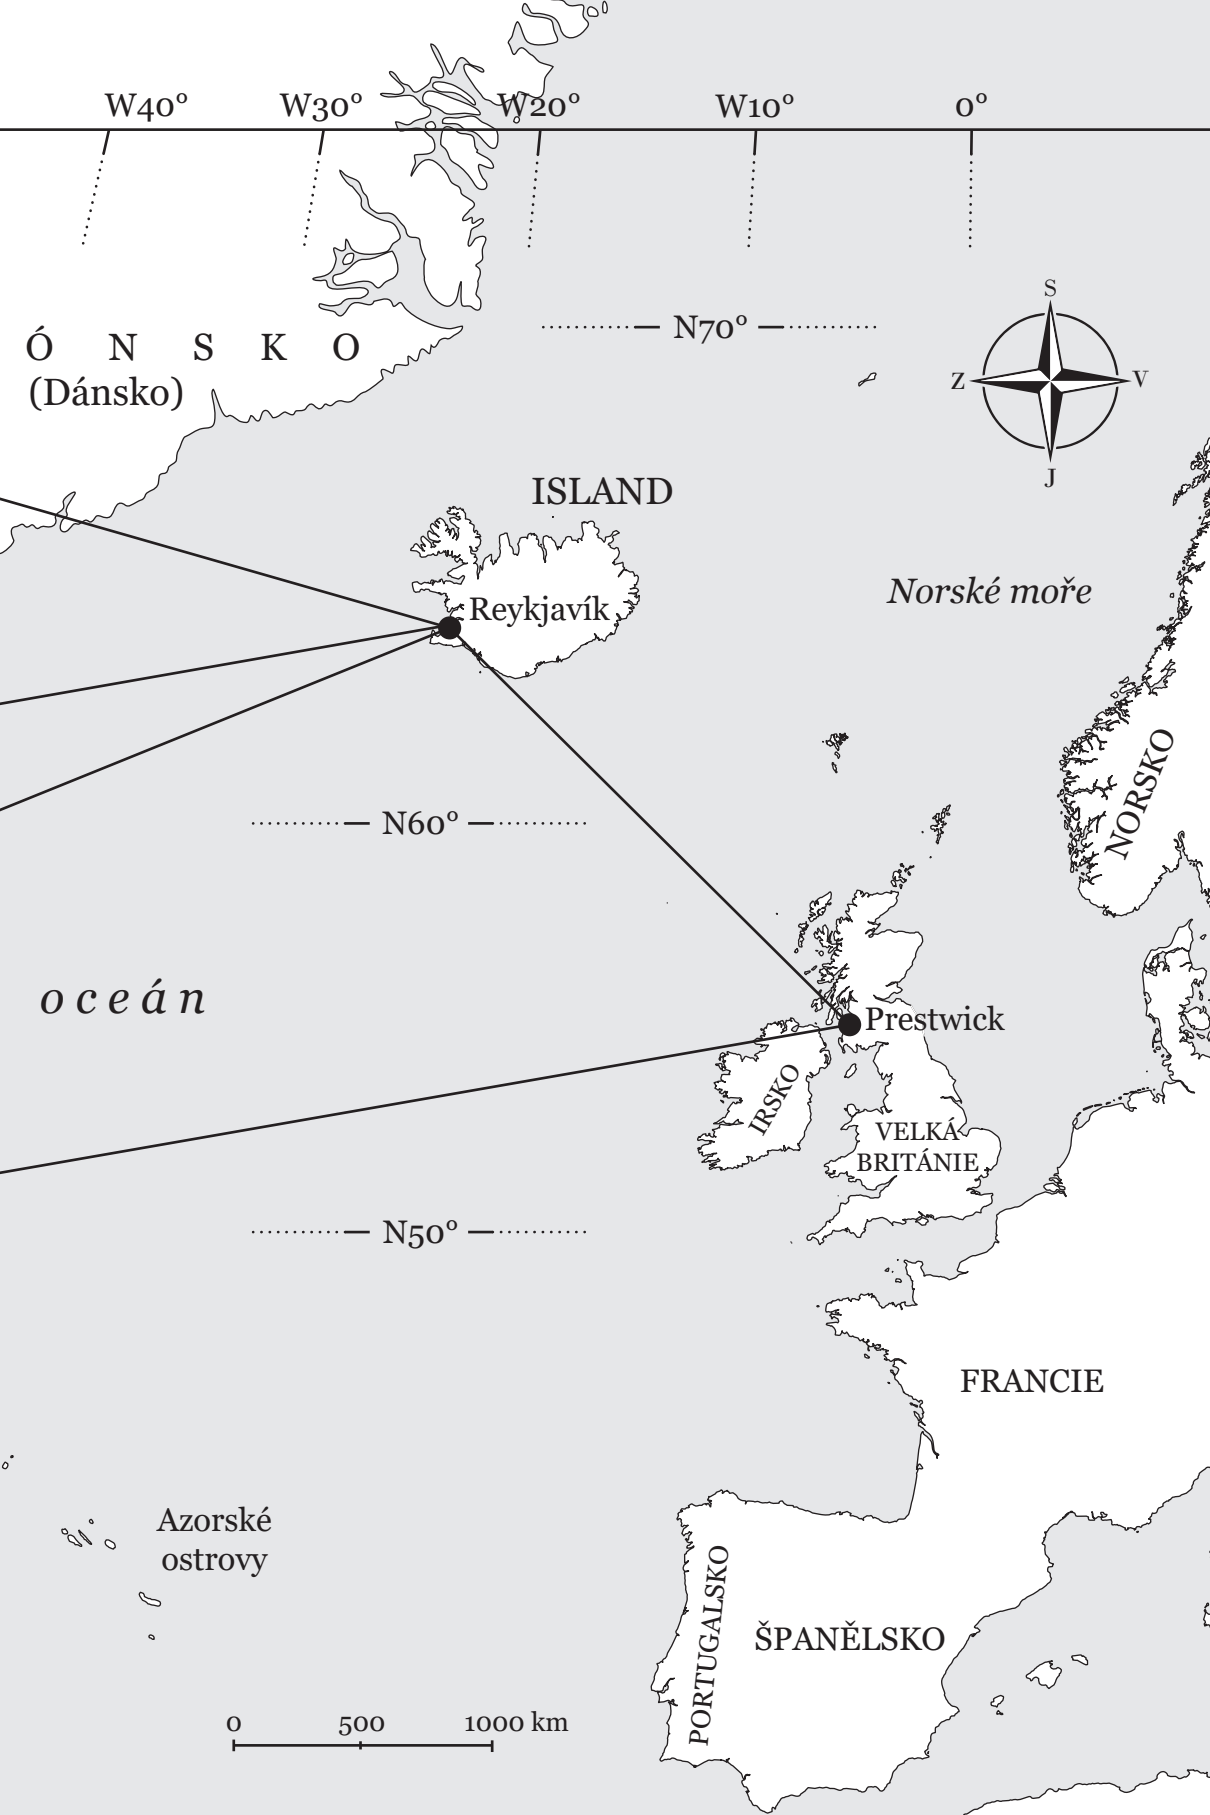 W40°
W30°
W20°
W10°
0°
S
Z
V
J
N70°
Ó N S K O
(Dánsko)
ISLAND
Norské moře
Reykjavík
NORSKO
N60°
oceán
Prestwick
IRSKO
VELKÁ
BRITÁNIE
N50°
FRANCIE
Azorské
ostrovy
PORTUGALSKO
ŠPANĚLSKO
0 500 1000 km